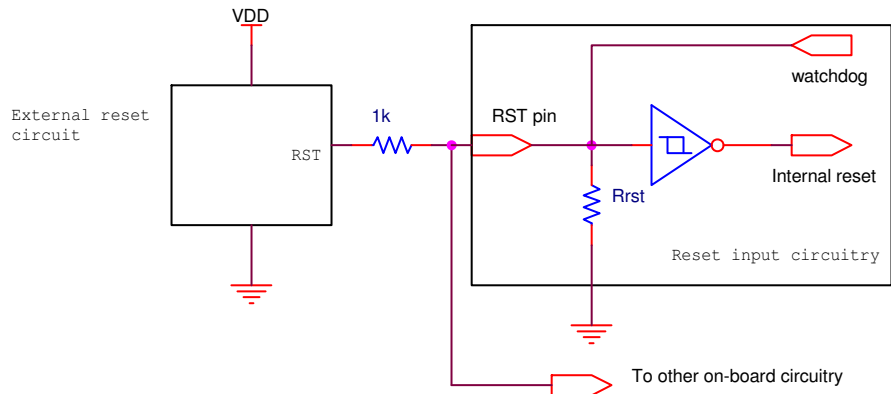 VDD
External reset
circuit
RST
1k
RST pin
watchdog
Internal reset
Rrst
Reset input circuitry
To other on-board circuitry